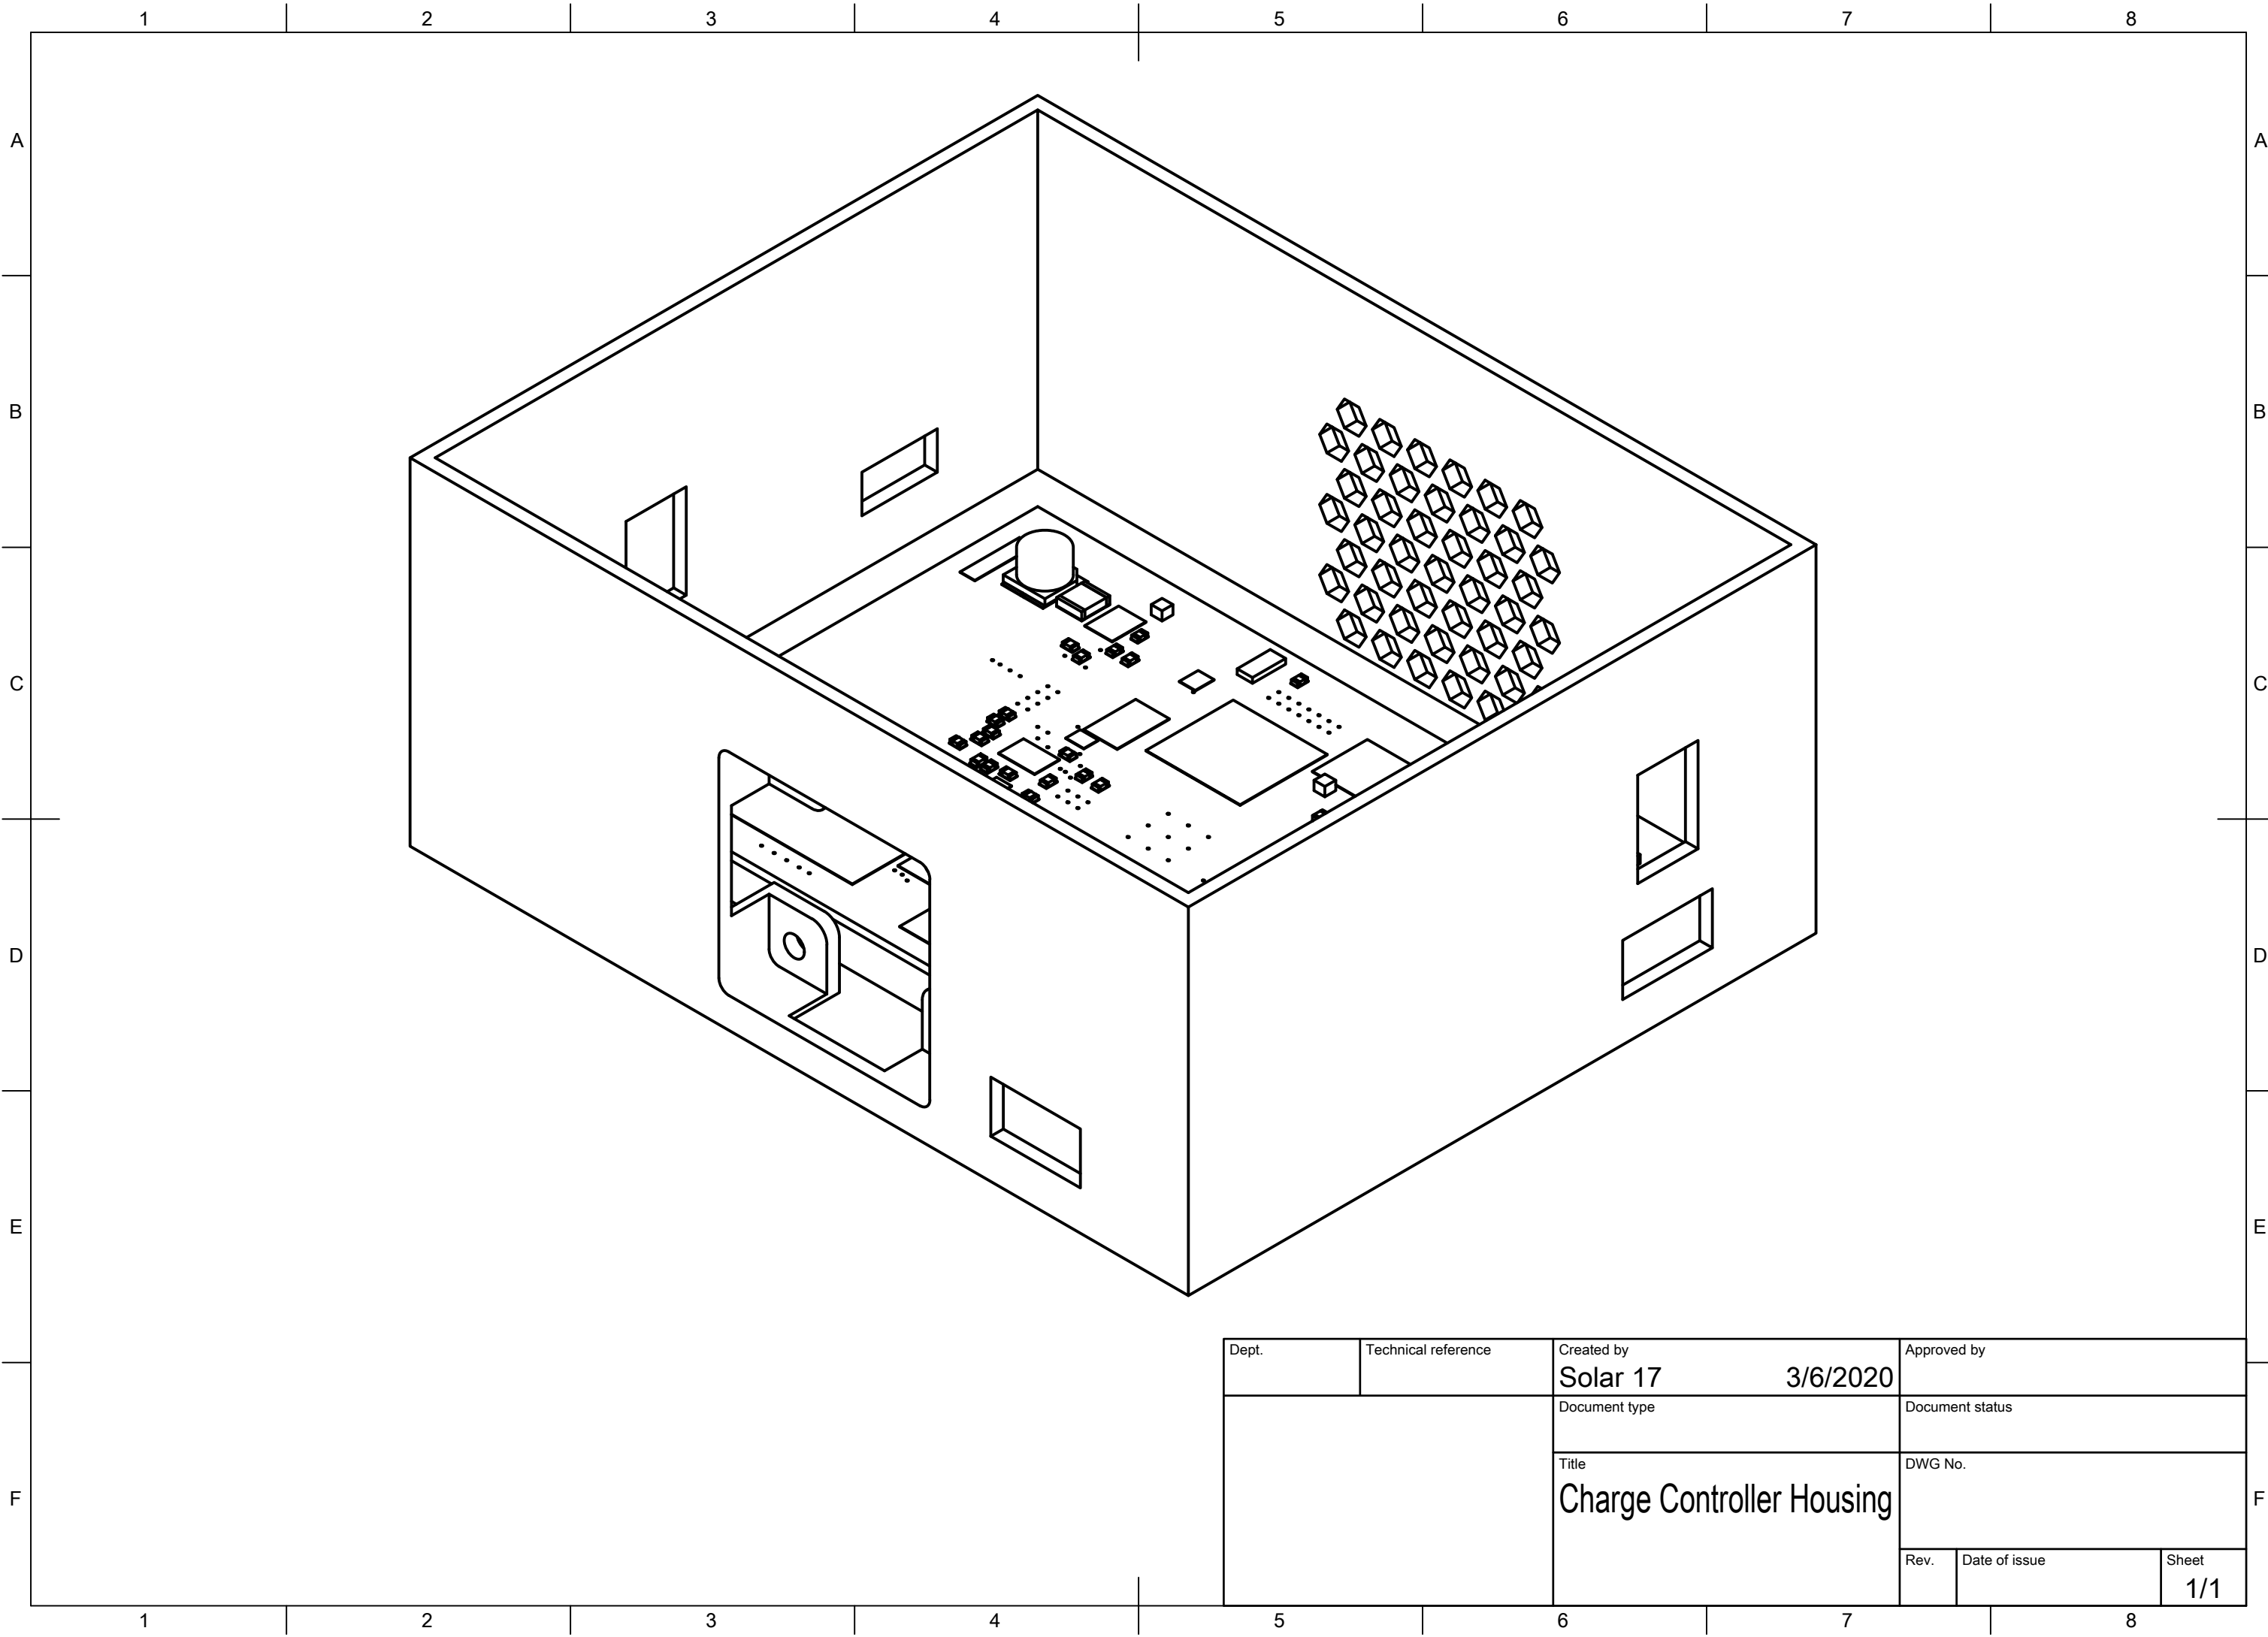 1 2 3 4 5 6 7 8
A A
B B
C C
D D
E E
F F
Dept. Technical reference Created by Approved by
Solar 17 3/6/2020
Document type Document status
Title DWG No.
Charge Controller Housing
Rev. Date of issue Sheet
1/1
1 2 3 4 5 6 7 8